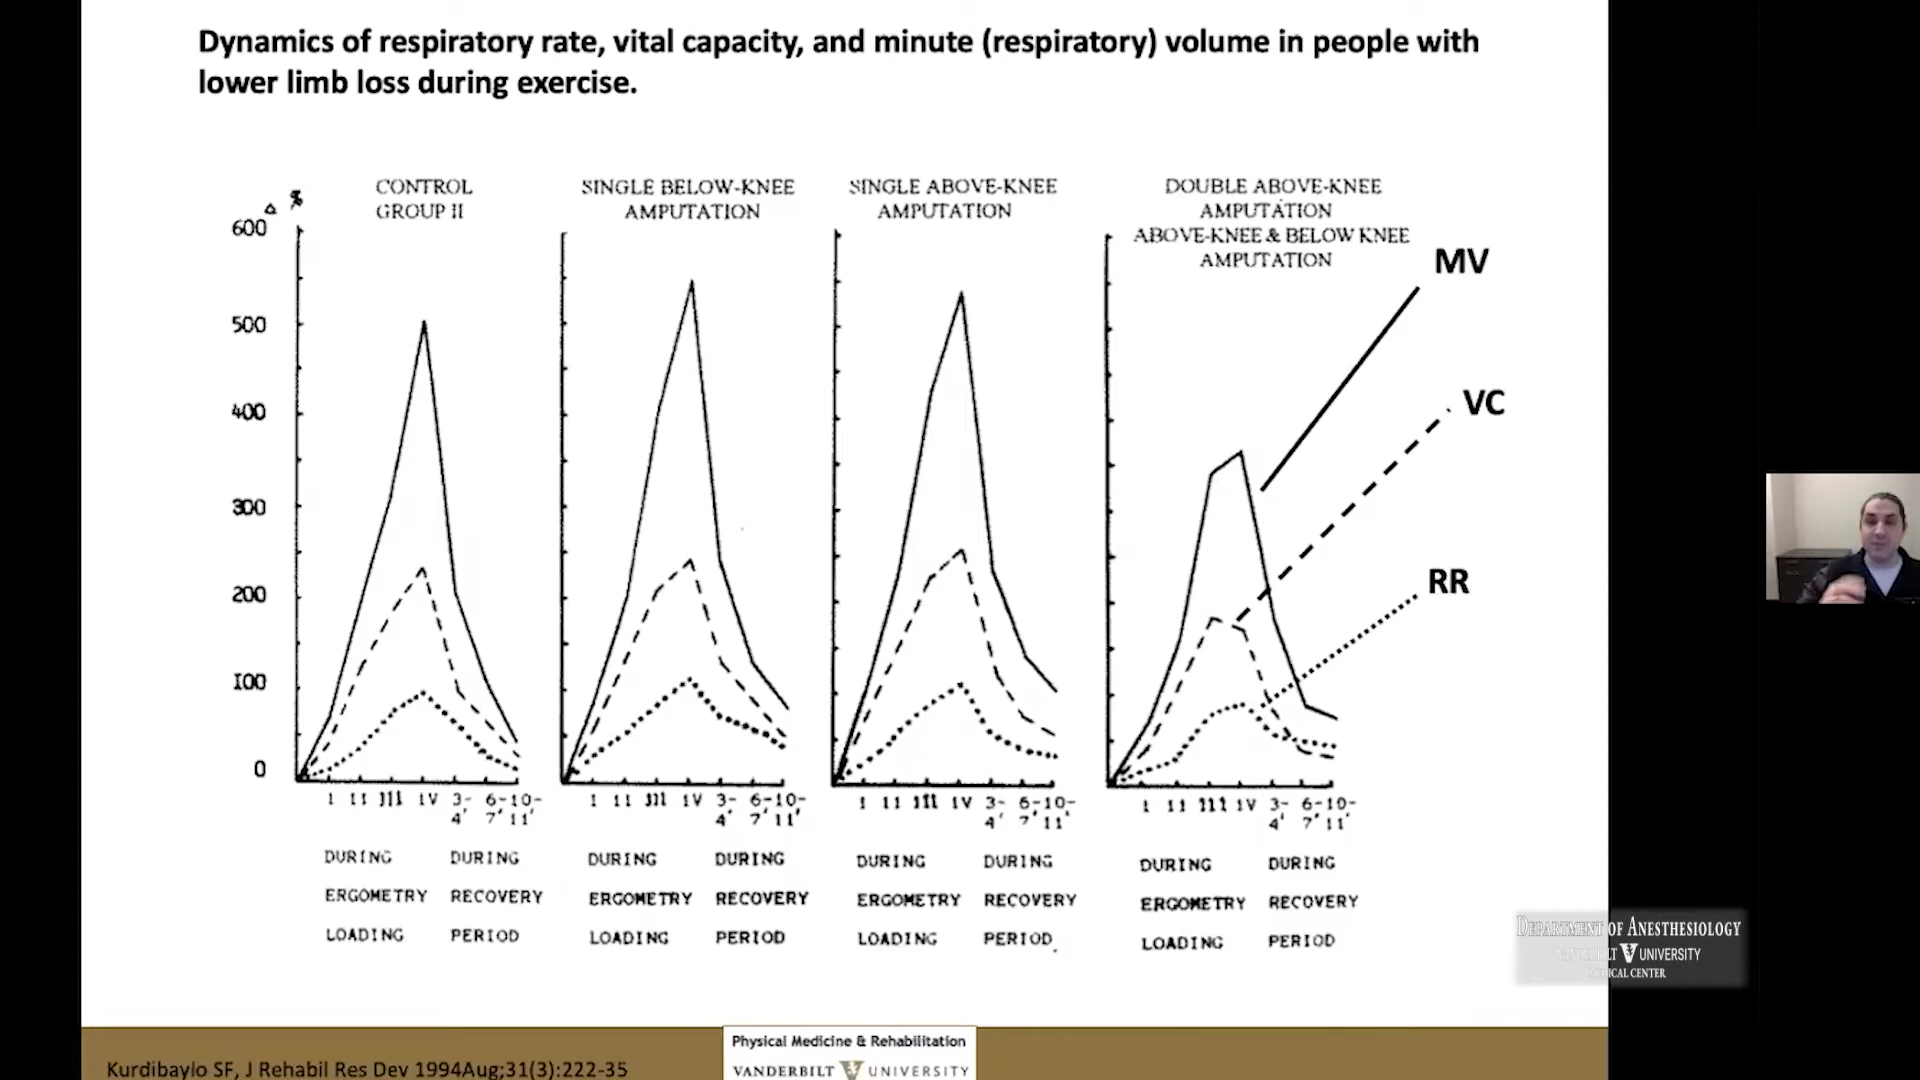 Dynamics of respiratory rate, vital capacity, and minute (respiratory) volume in people with
lower limb loss during exercise.
CONTROL
GROUP II
SINGLE BELOW-KNEE
AMPUTATION
SINGLE ABOVE-KNEE
AMPUTATION
DOUBLE ABOVE-KNEE
AMPUTATION
ABOVE-KNEE & BELOW KNEE
AMPUTATION
MV
VC
RR
Δ %
600
500
400
300
200
100
0
I II III IV 3- 6- 10-
4' 7' 11'
I II III IV 3- 6- 10-
4' 7' 11'
I II III IV 3- 6- 10-
4' 7' 11'
I II III IV 3- 6- 10-
4' 7' 11'
DURING DURING
ERGOMETRY RECOVERY
LOADING PERIOD
DURING DURING
ERGOMETRY RECOVERY
LOADING PERIOD
DURING DURING
ERGOMETRY RECOVERY
LOADING PERIOD
DURING DURING
ERGOMETRY RECOVERY
LOADING PERIOD
DEPARTMENT OF ANESTHESIOLOGY
VANDERBILT UNIVERSITY
MEDICAL CENTER
Kurdibaylo SF, J Rehabil Res Dev 1994Aug;31(3):222-35
Physical Medicine & Rehabilitation
VANDERBILT UNIVERSITY